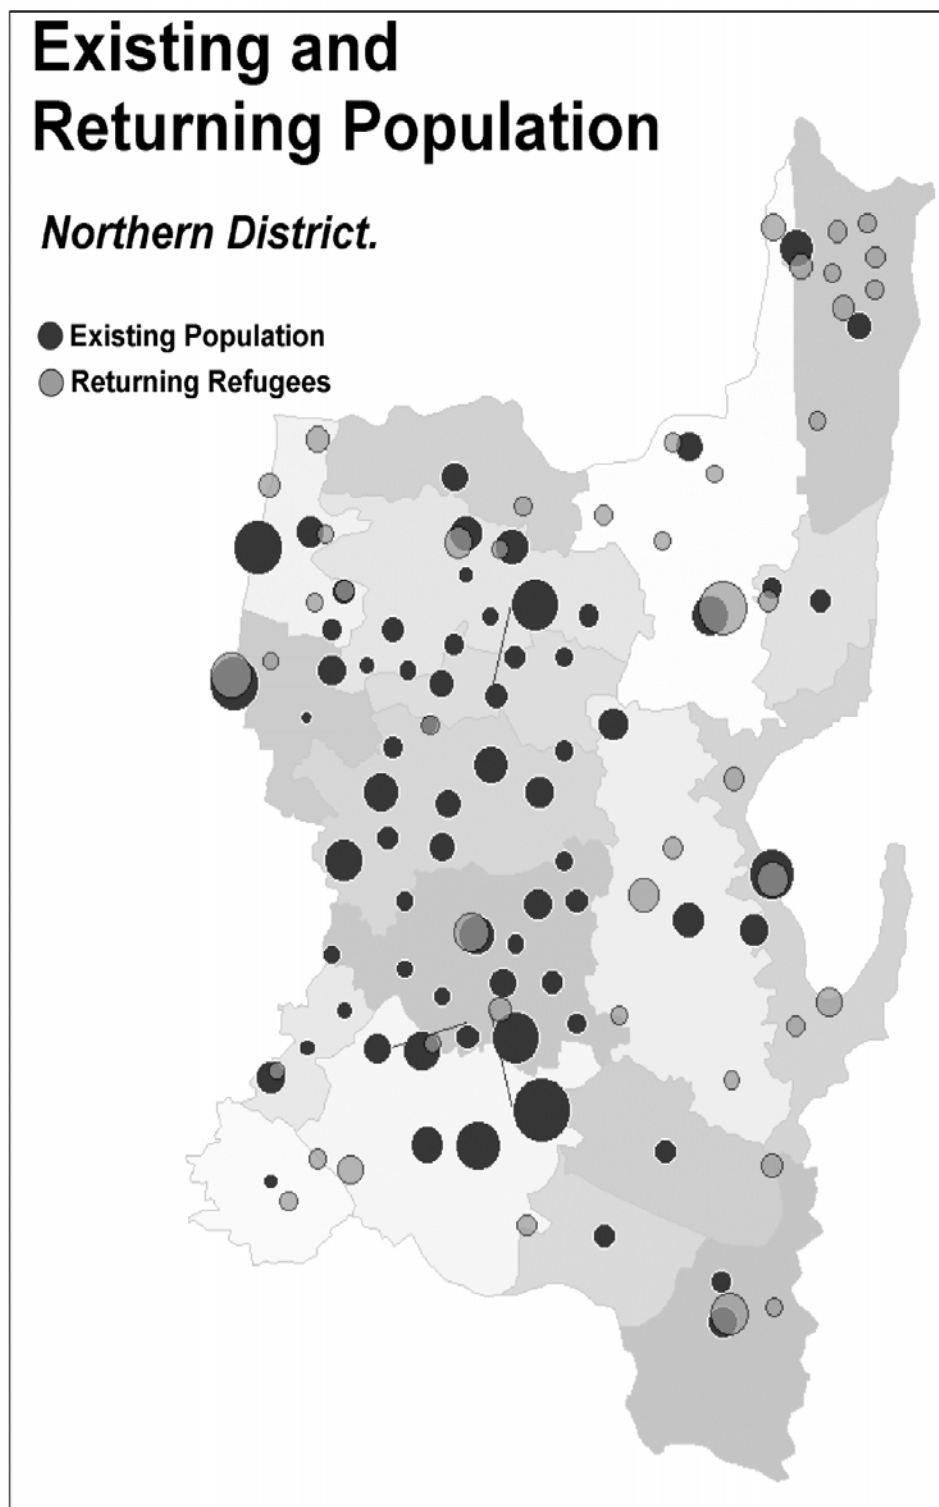 Existing and
Returning Population
Northern District.
Existing Population
Returning Refugees